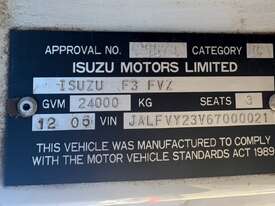 APPROVAL NO. CATEGORY
ISUZU MOTORS LIMITED
ISUZU F3 FVZ
GVM 24000 KG SEATS 3
12 05 VIN JALFVY23V67000021
THIS VEHICLE WAS MANUFACTURED TO COMPLY
WITH THE MOTOR VEHICLE STANDARDS ACT 1989